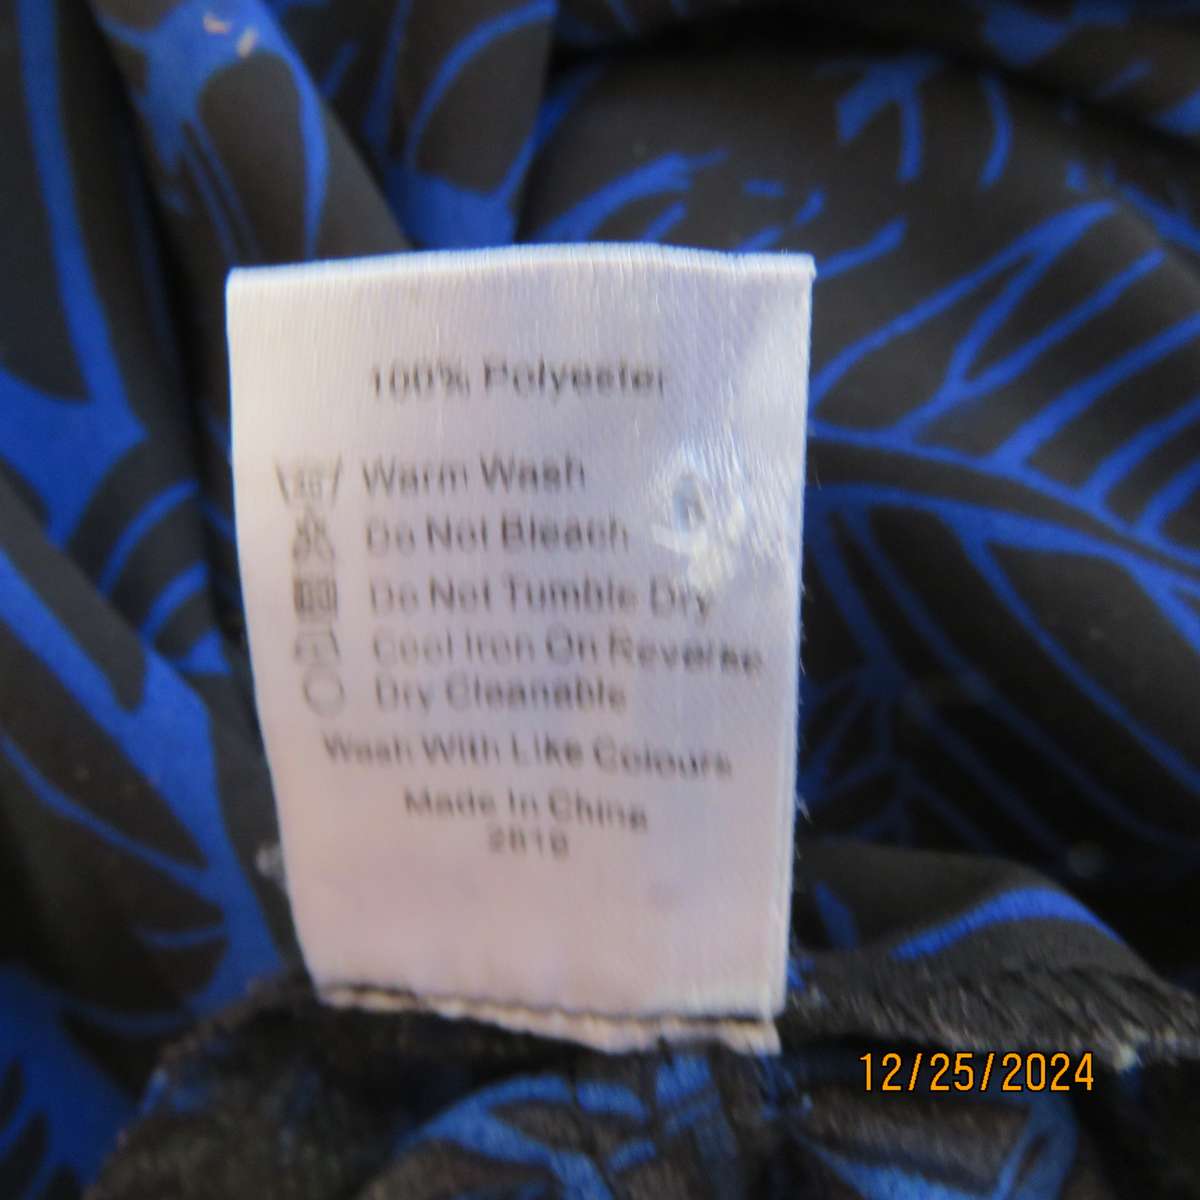 100% Polyester
Warm Wash
Do Not Bleach
Do Not Tumble Dry
Cool Iron On Reverse
Dry Cleanable
Wash With Like Colours
Made In China
12/25/2024